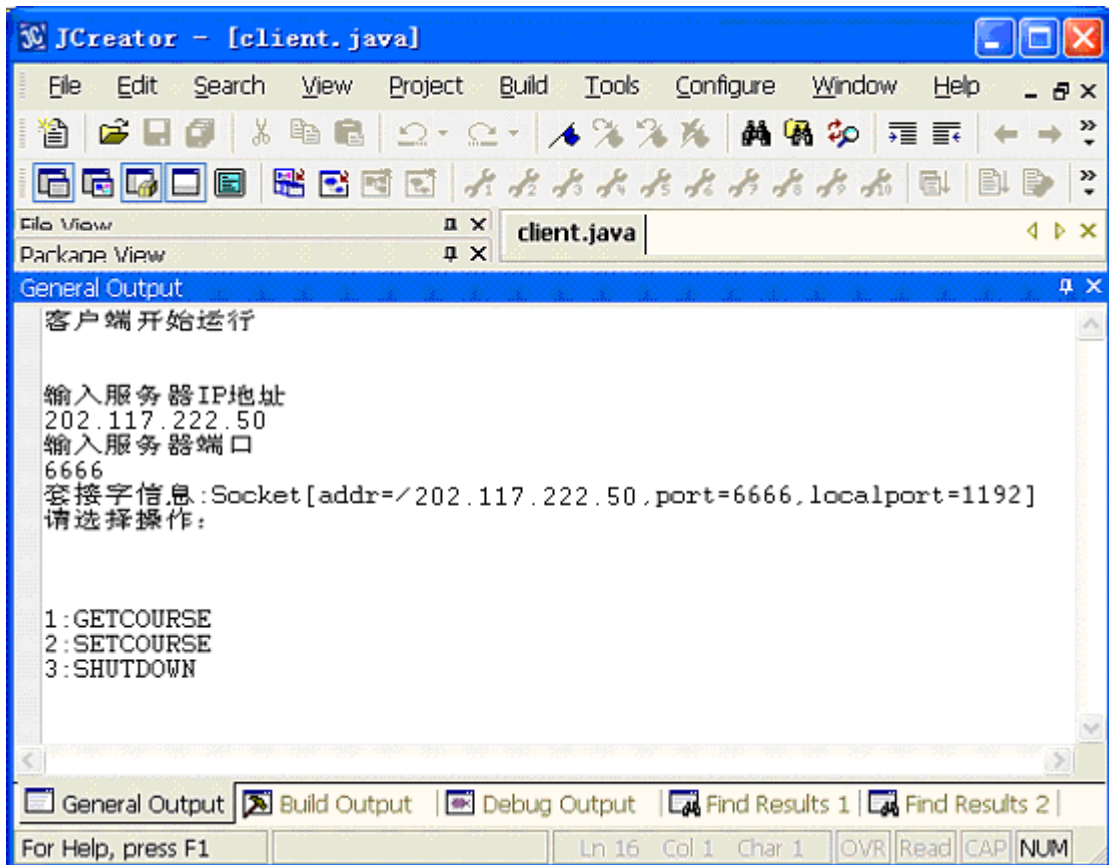 JCreator - [client.java]
File Edit Search View Project Build Tools Configure Window Help
File View
client.java
Package View
General Output
客户端开始运行
输入服务器IP地址
202.117.222.50
输入服务器端口
6666
套接字信息:Socket[addr=/202.117.222.50,port=6666,localport=1192]
请选择操作:
1:GETCOURSE
2:SETCOURSE
3:SHUTDOWN
General Output Build Output Debug Output Find Results 1 Find Results 2
For Help, press F1 Ln 16 Col 1 Char 1 OVR Read CAP NUM